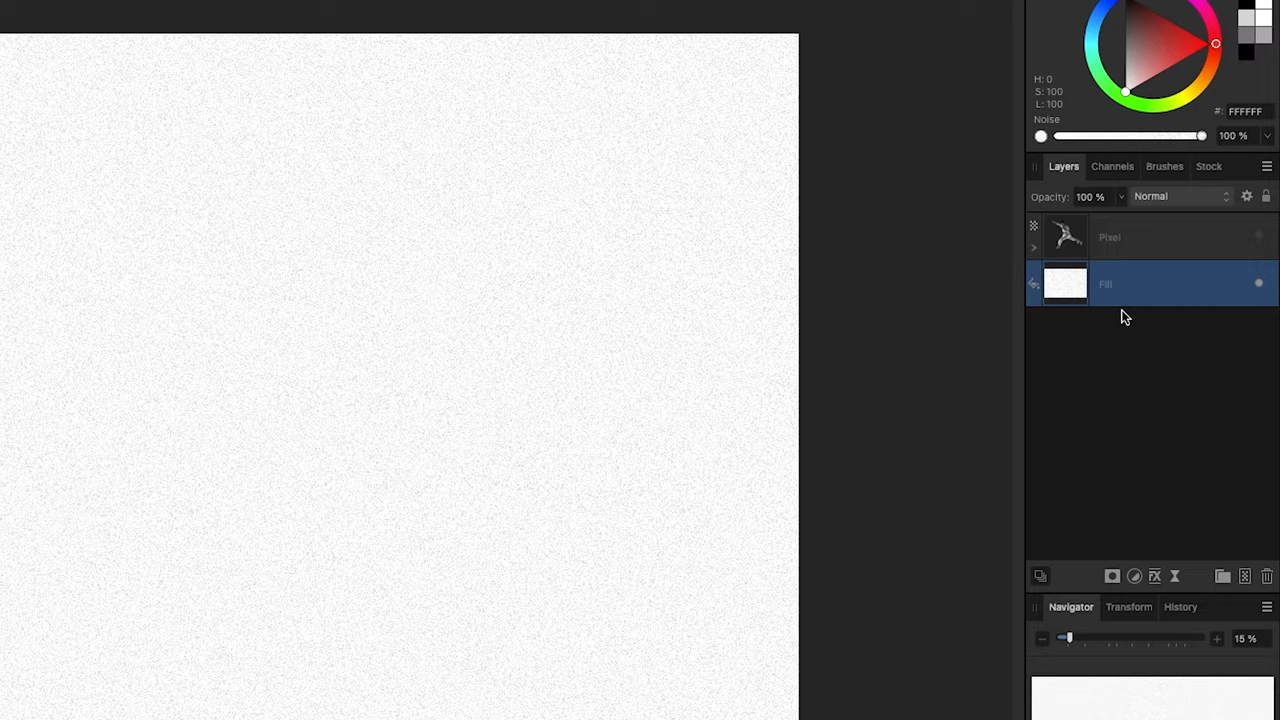 H: 0
S: 100
L: 100
#: FFFFFF
Noise
100 %
Layers Channels Brushes Stock
Opacity: 100 % Normal
Pixel
Fill
Navigator Transform History
15 %